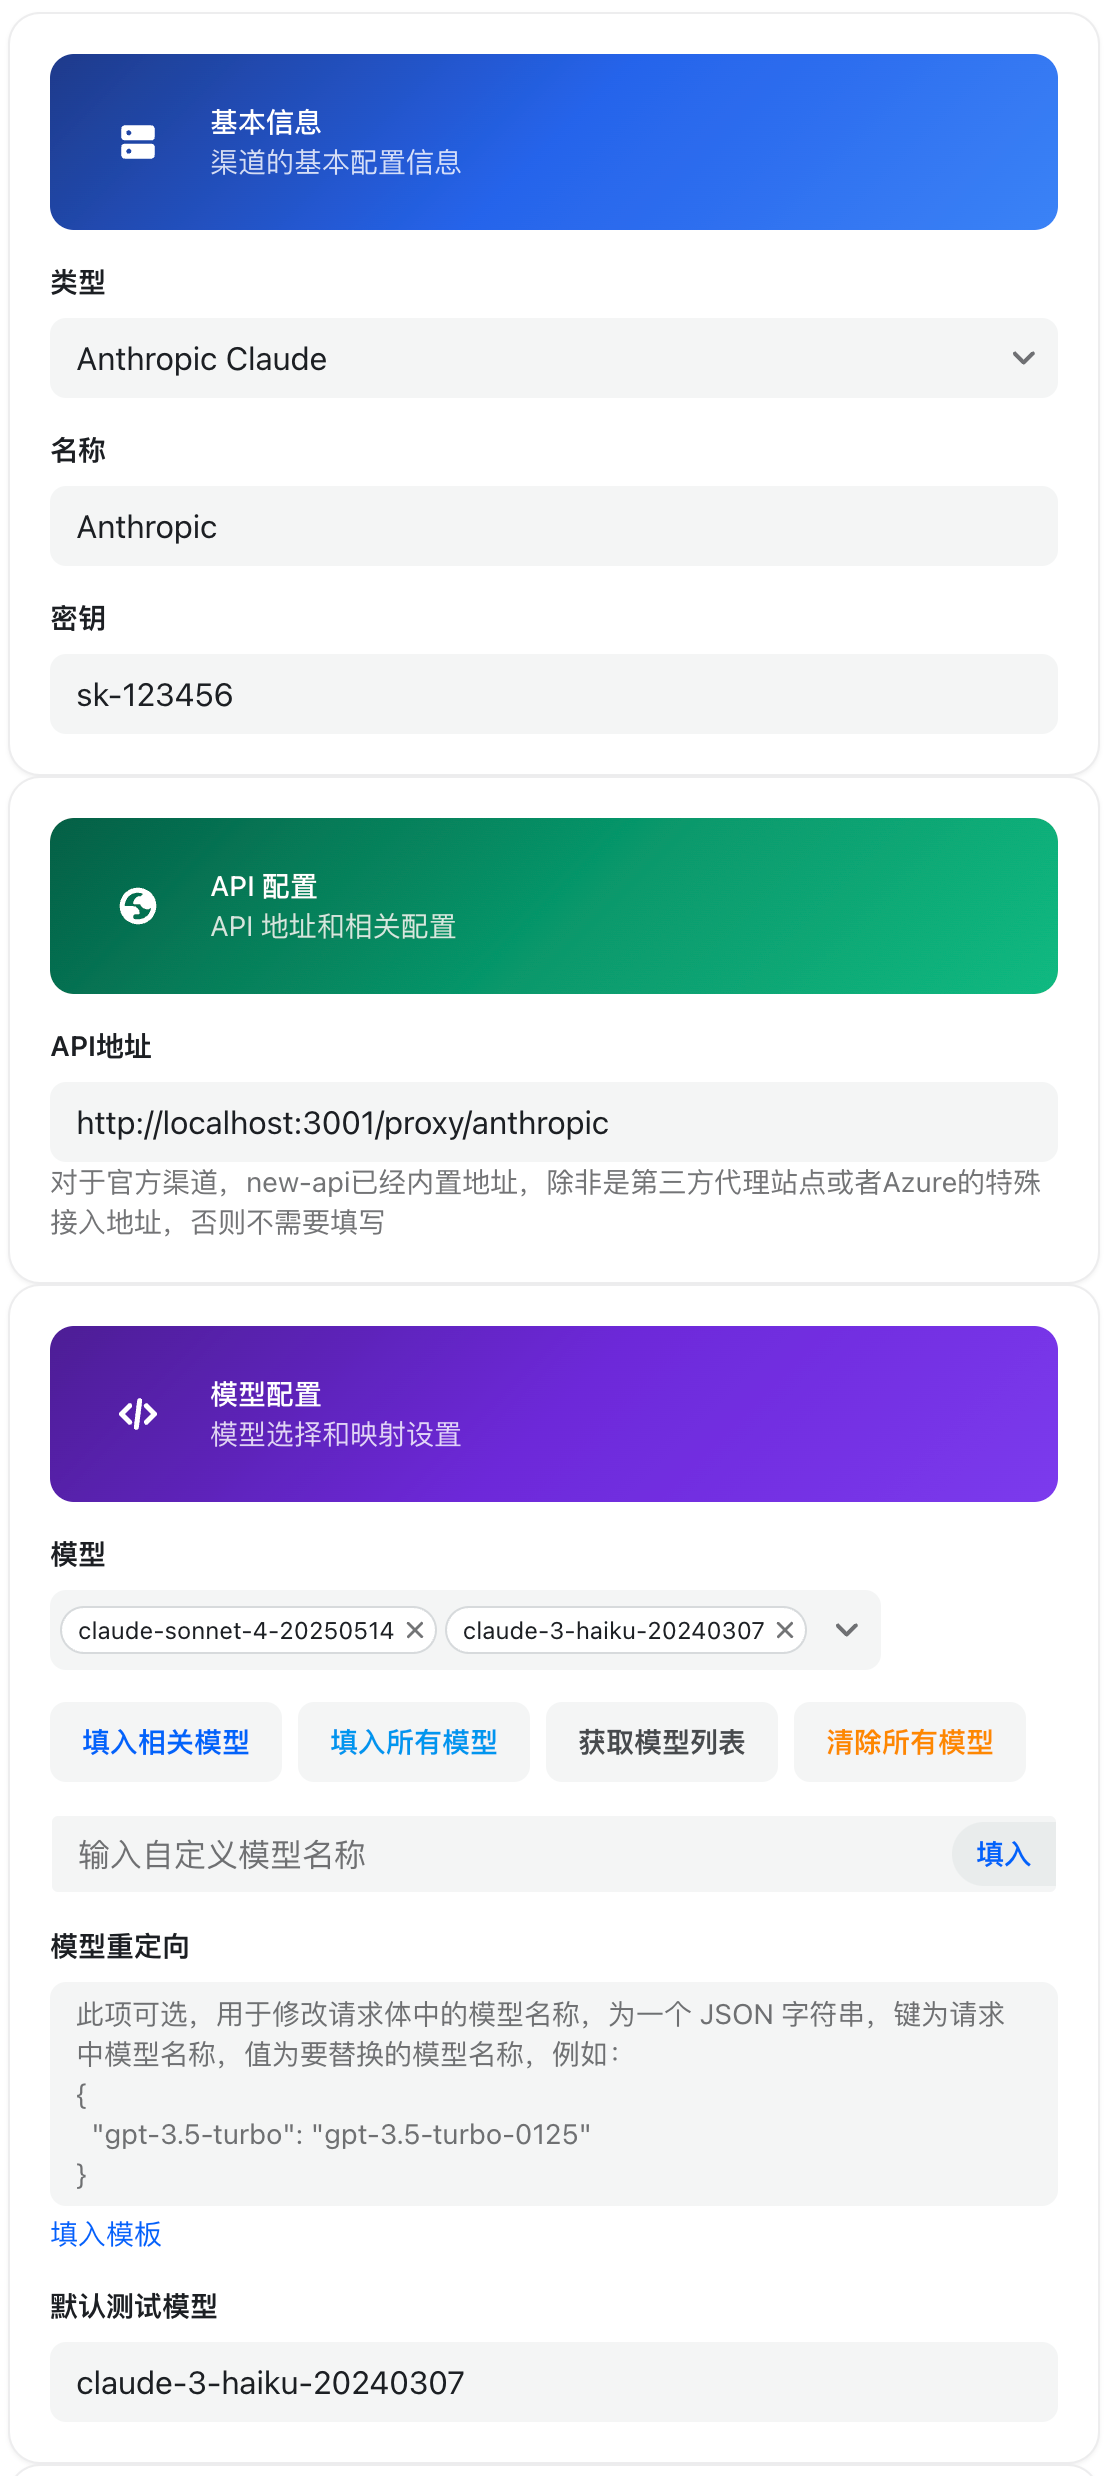 基本信息
渠道的基本配置信息
类型
Anthropic Claude
名称
Anthropic
密钥
sk-123456
API 配置
API 地址和相关配置
API地址
http://localhost:3001/proxy/anthropic
对于官方渠道，new-api已经内置地址，除非是第三方代理站点或者Azure的特殊
接入地址，否则不需要填写
模型配置
模型选择和映射设置
模型
claude-sonnet-4-20250514 claude-3-haiku-20240307
填入相关模型 填入所有模型 获取模型列表 清除所有模型
输入自定义模型名称 填入
模型重定向
此项可选，用于修改请求体中的模型名称，为一个 JSON 字符串，键为请求
中模型名称，值为要替换的模型名称，例如：
{
"gpt-3.5-turbo": "gpt-3.5-turbo-0125"
}
填入模板
默认测试模型
claude-3-haiku-20240307